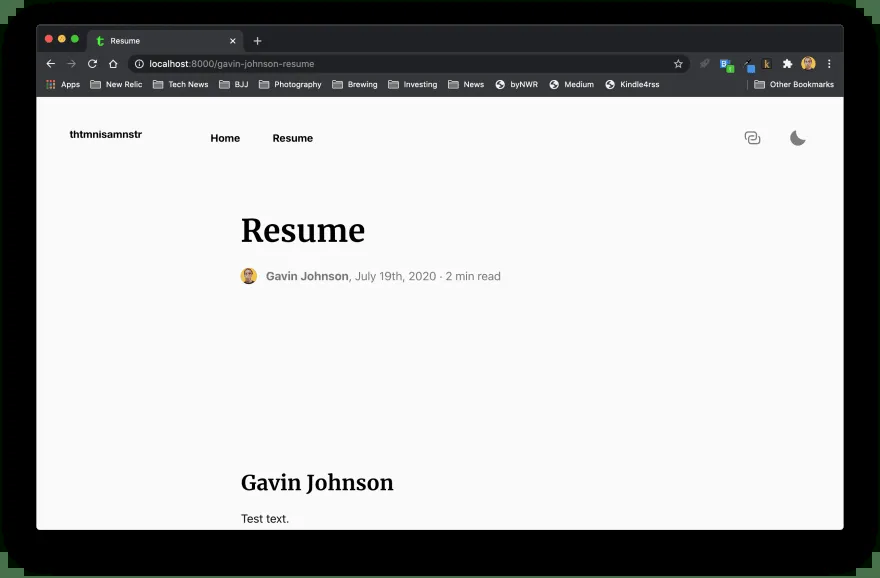 Resume
localhost:8000/gavin-johnson-resume
Apps New Relic Tech News BJJ Photography Brewing Investing News byNWR Medium Kindle4rss Other Bookmarks
thtmnisamnstr Home Resume
Resume
Gavin Johnson, July 19th, 2020 · 2 min read
Gavin Johnson
Test text.